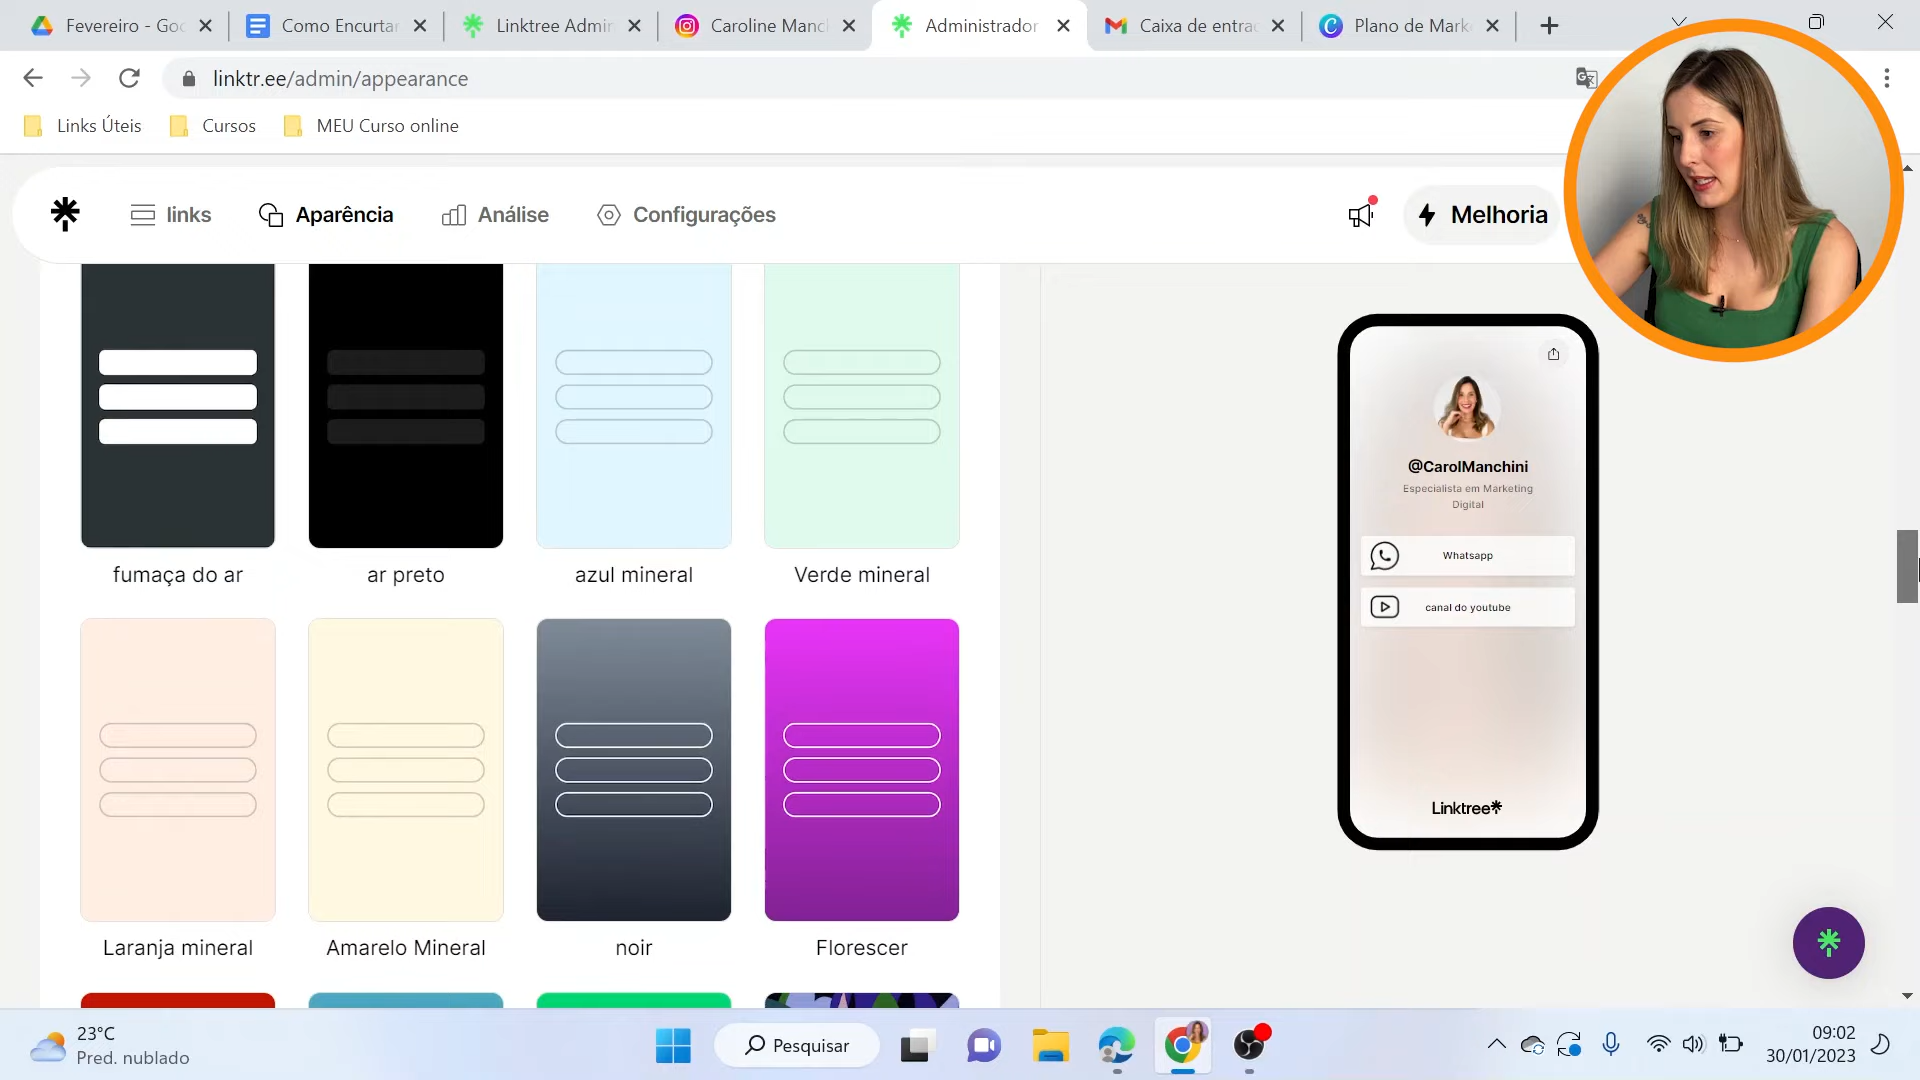 Fevereiro - Goo
Como Encurtar
Linktree Admin
Caroline Manch
Administrador
Caixa de entrac
Plano de Mark
linktr.ee/admin/appearance
Links Úteis
Cursos
MEU Curso online
links
Aparência
Análise
Configurações
Melhoria
fumaça do ar
ar preto
azul mineral
Verde mineral
Laranja mineral
Amarelo Mineral
noir
Florescer
@CarolManchini
Especialista em Marketing
Digital
Whatsapp
canal do youtube
Linktree
23°C
Pred. nublado
Pesquisar
09:02
30/01/2023